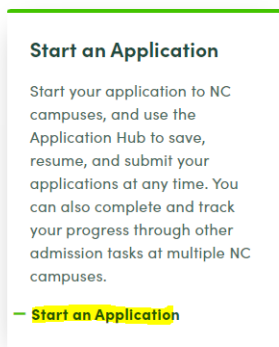 Start an Application
Start your application to NC
campuses, and use the
Application Hub to save,
resume, and submit your
applications at any time. You
can also complete and track
your progress through other
admission tasks at multiple NC
campuses.
Start an Application